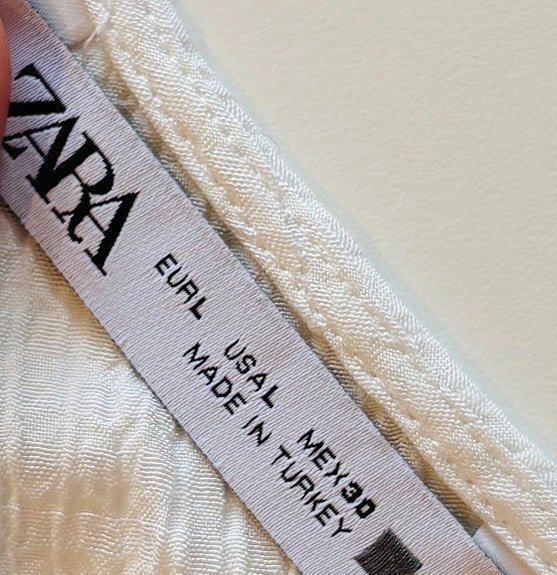 ZARA
EUR L USA L MEX 30
MADE IN TURKEY